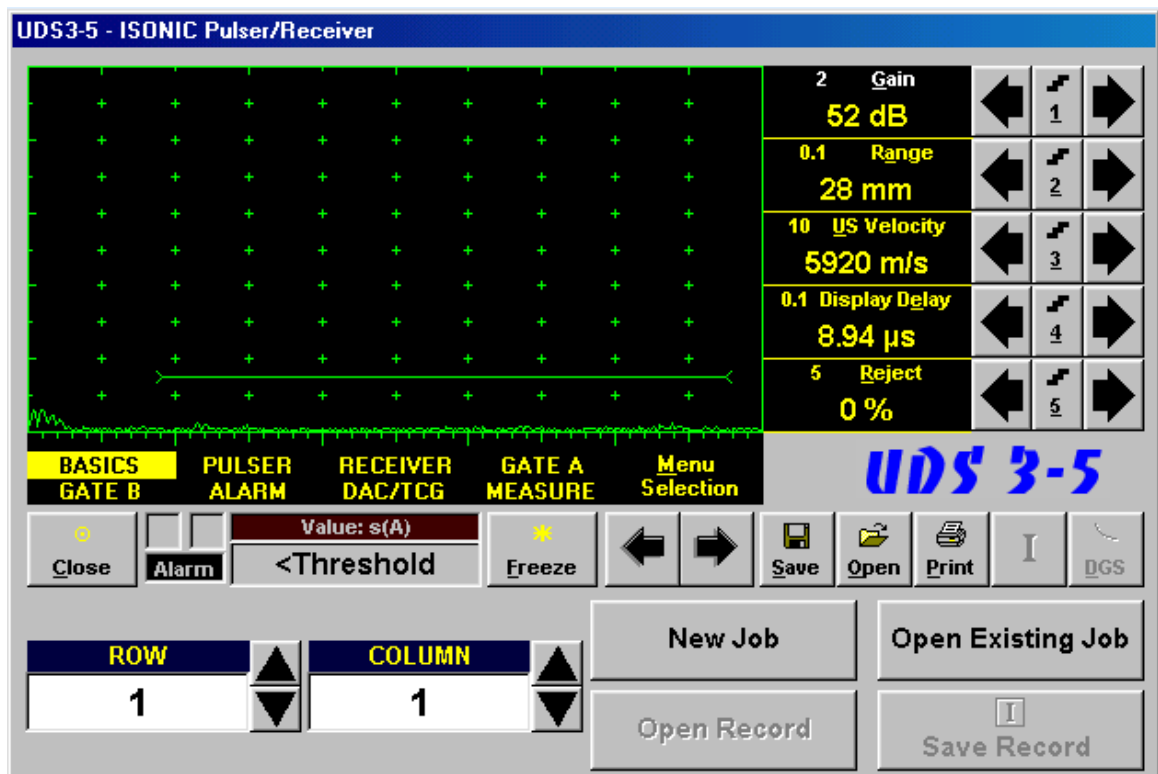 UDS3-5 - ISONIC Pulser/Receiver
2 Gain
52 dB
1
0.1 Range
28 mm
2
10 US Velocity
5920 m/s
3
0.1 Display Delay
8.94 µs
4
5 Reject
0 %
5
BASICS PULSER RECEIVER GATE A Menu
GATE B ALARM DAC/TCG MEASURE Selection
UDS 3-5
Value: s(A)
Close Alarm <Threshold Freeze Save Open Print I DGS
New Job Open Existing Job
ROW COLUMN
1 1
Open Record
I
Save Record